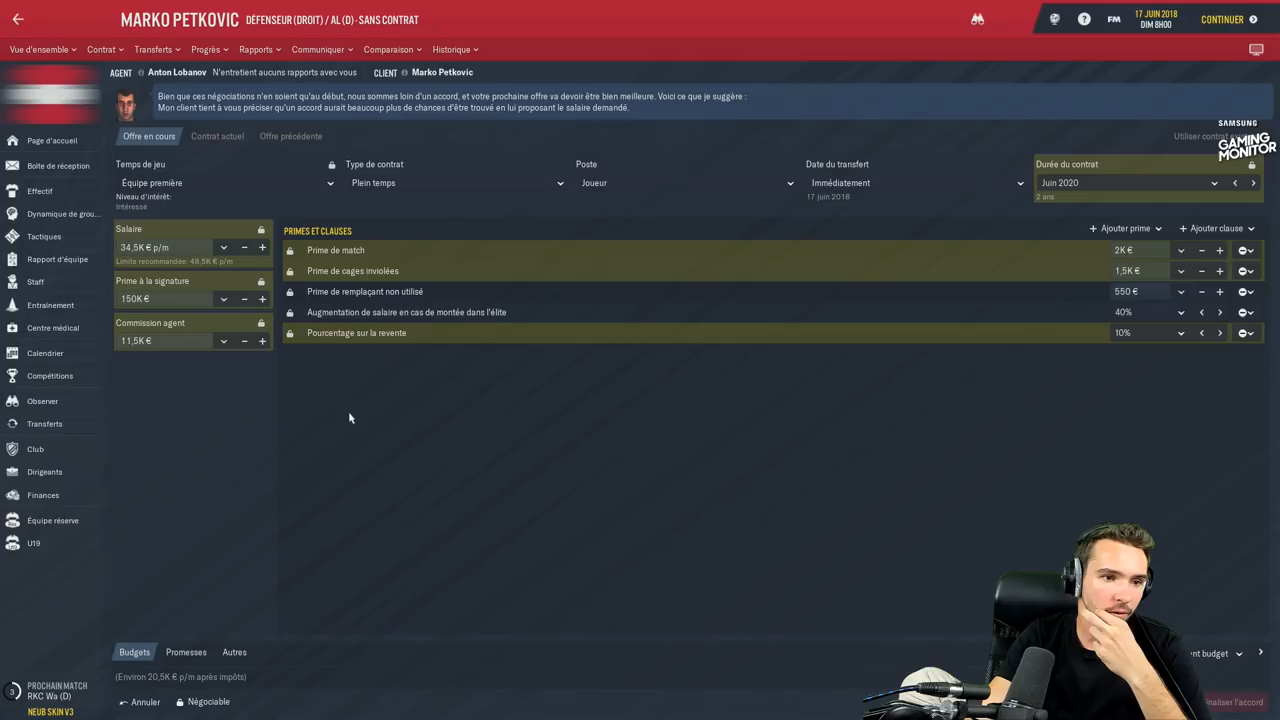 MARKO PETKOVIC DÉFENSEUR (DROIT) / AL (D) - SANS CONTRAT
FM
17 JUIN 2018
DIM 8H00
CONTINUER
Vue d'ensemble Contrat Transferts Progrès Rapports Communiquer Comparaison Historique
AGENT Anton Lobanov N'entretient aucuns rapports avec vous CLIENT Marko Petkovic
Bien que ces négociations n'en soient qu'au début, nous sommes loin d'un accord, et votre prochaine offre va devoir être bien meilleure. Voici ce que je suggère :
Mon client tient à vous préciser qu'un accord aurait beaucoup plus de chances d'être trouvé en lui proposant le salaire demandé.
SAMSUNG
GAMING
MONITOR
Offre en cours Contrat actuel Offre précédente Utiliser contrat
Temps de jeu Type de contrat Poste Date du transfert Durée du contrat
Équipe première Plein temps Joueur Immédiatement Juin 2020
Niveau d'intérêt: 17 juin 2018 2 ans
Intéressé
Salaire
34,5K € p/m
Limite recommandée: 48,5K € p/m
Prime à la signature
150K €
Commission agent
11,5K €
PRIMES ET CLAUSES + Ajouter prime + Ajouter clause
Prime de match 2K €
Prime de cages inviolées 1,5K €
Prime de remplaçant non utilisé 550 €
Augmentation de salaire en cas de montée dans l'élite 40%
Pourcentage sur la revente 10%
Page d'accueil
Boîte de réception
Effectif
Dynamique de grou...
Tactiques
Rapport d'équipe
Staff
Entraînement
Centre médical
Calendrier
Compétitions
Observer
Transferts
Club
Dirigeants
Finances
Équipe réserve
U19
Budgets Promesses Autres
nt budget
(Environ 20,5K € p/m après impôts)
Annuler Négociable
inaliser l'accord
3
PROCHAIN MATCH
RKC Wa (D)
NEUB SKIN V3